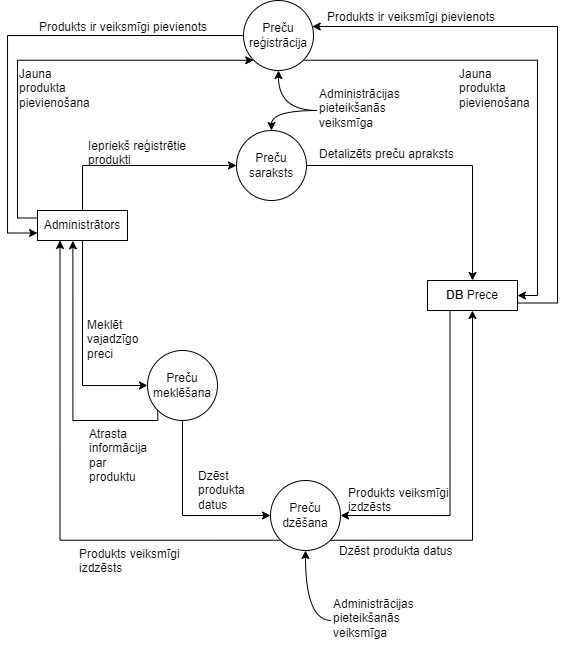 Produkts ir veiksmīgi pievienots
Preču
reģistrācija
Produkts ir veiksmīgi pievienots
Jauna
produkta
pievienošana
Jauna
produkta
pievienošana
Administrācijas
pieteikšanās
veiksmīga
Iepriekš reģistrētie
produkti
Preču
saraksts
Detalizēts preču apraksts
Administrātors
DB Prece
Meklēt
vajadzīgo
preci
Preču
meklēšana
Atrasta
informācija
par
produktu
Dzēst
produkta
datus
Preču
dzēšana
Produkts veiksmīgi
izdzēsts
Produkts veiksmīgi
izdzēsts
Dzēst produkta datus
Administrācijas
pieteikšanās
veiksmīga